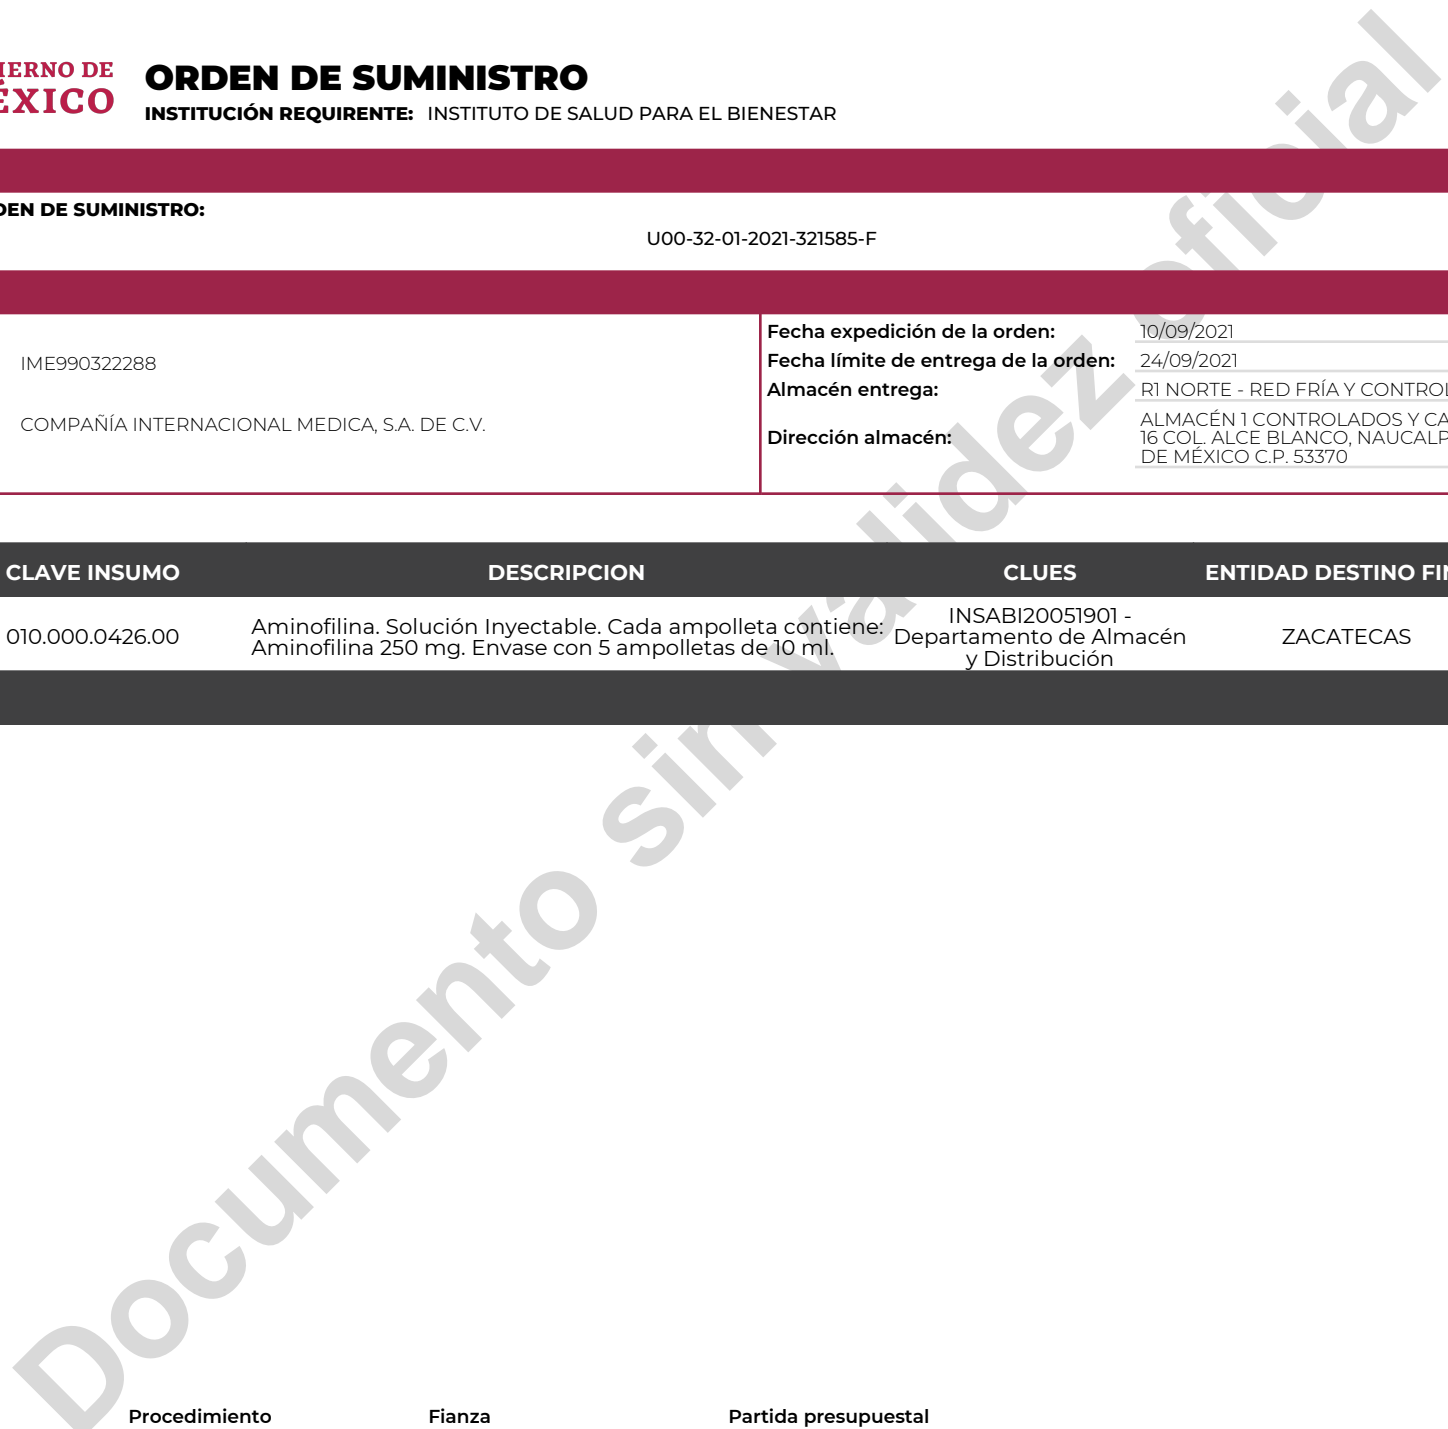 IERNO DE
ÉXICO
ORDEN DE SUMINISTRO
INSTITUCIÓN REQUIRENTE: INSTITUTO DE SALUD PARA EL BIENESTAR
DEN DE SUMINISTRO:
U00-32-01-2021-321585-F
IME990322288
COMPAÑÍA INTERNACIONAL MEDICA, S.A. DE C.V.
Fecha expedición de la orden: 10/09/2021
Fecha límite de entrega de la orden: 24/09/2021
Almacén entrega: R1 NORTE - RED FRÍA Y CONTROL
Dirección almacén:
ALMACÉN 1 CONTROLADOS Y CA
16 COL. ALCE BLANCO, NAUCALP
DE MÉXICO C.P. 53370
CLAVE INSUMO DESCRIPCION CLUES ENTIDAD DESTINO FIN
010.000.0426.00
Aminofilina. Solución Inyectable. Cada ampolleta contiene:
Aminofilina 250 mg. Envase con 5 ampolletas de 10 ml.
INSABI20051901 -
Departamento de Almacén
y Distribución
ZACATECAS
Documento sin validez oficial
Procedimiento Fianza Partida presupuestal